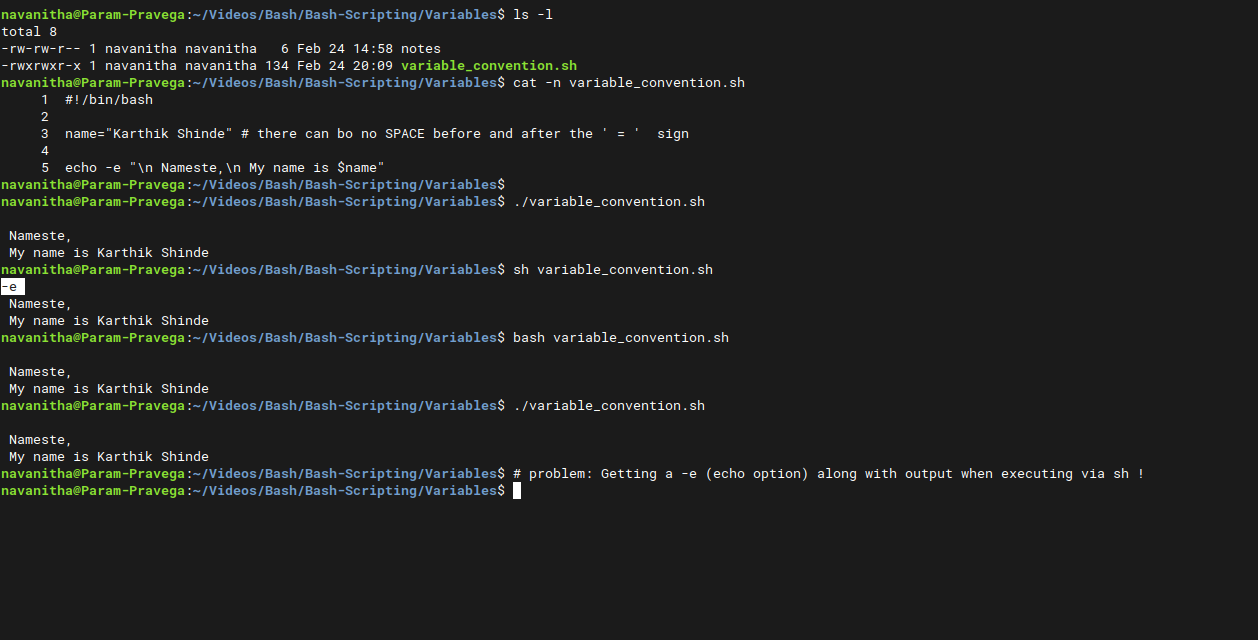 navanitha@Param-Pravega:~/Videos/Bash/Bash-Scripting/Variables$ ls -l
total 8
-rw-rw-r-- 1 navanitha navanitha   6 Feb 24 14:58 notes
-rwxrwxr-x 1 navanitha navanitha 134 Feb 24 20:09 variable_convention.sh
navanitha@Param-Pravega:~/Videos/Bash/Bash-Scripting/Variables$ cat -n variable_convention.sh
     1  #!/bin/bash
     2
     3  name="Karthik Shinde" # there can bo no SPACE before and after the ' = '  sign
     4
     5  echo -e "\n Nameste,\n My name is $name"
navanitha@Param-Pravega:~/Videos/Bash/Bash-Scripting/Variables$
navanitha@Param-Pravega:~/Videos/Bash/Bash-Scripting/Variables$ ./variable_convention.sh

 Nameste,
 My name is Karthik Shinde
navanitha@Param-Pravega:~/Videos/Bash/Bash-Scripting/Variables$ sh variable_convention.sh
-e
 Nameste,
 My name is Karthik Shinde
navanitha@Param-Pravega:~/Videos/Bash/Bash-Scripting/Variables$ bash variable_convention.sh

 Nameste,
 My name is Karthik Shinde
navanitha@Param-Pravega:~/Videos/Bash/Bash-Scripting/Variables$ ./variable_convention.sh

 Nameste,
 My name is Karthik Shinde
navanitha@Param-Pravega:~/Videos/Bash/Bash-Scripting/Variables$ # problem: Getting a -e (echo option) along with output when executing via sh !
navanitha@Param-Pravega:~/Videos/Bash/Bash-Scripting/Variables$